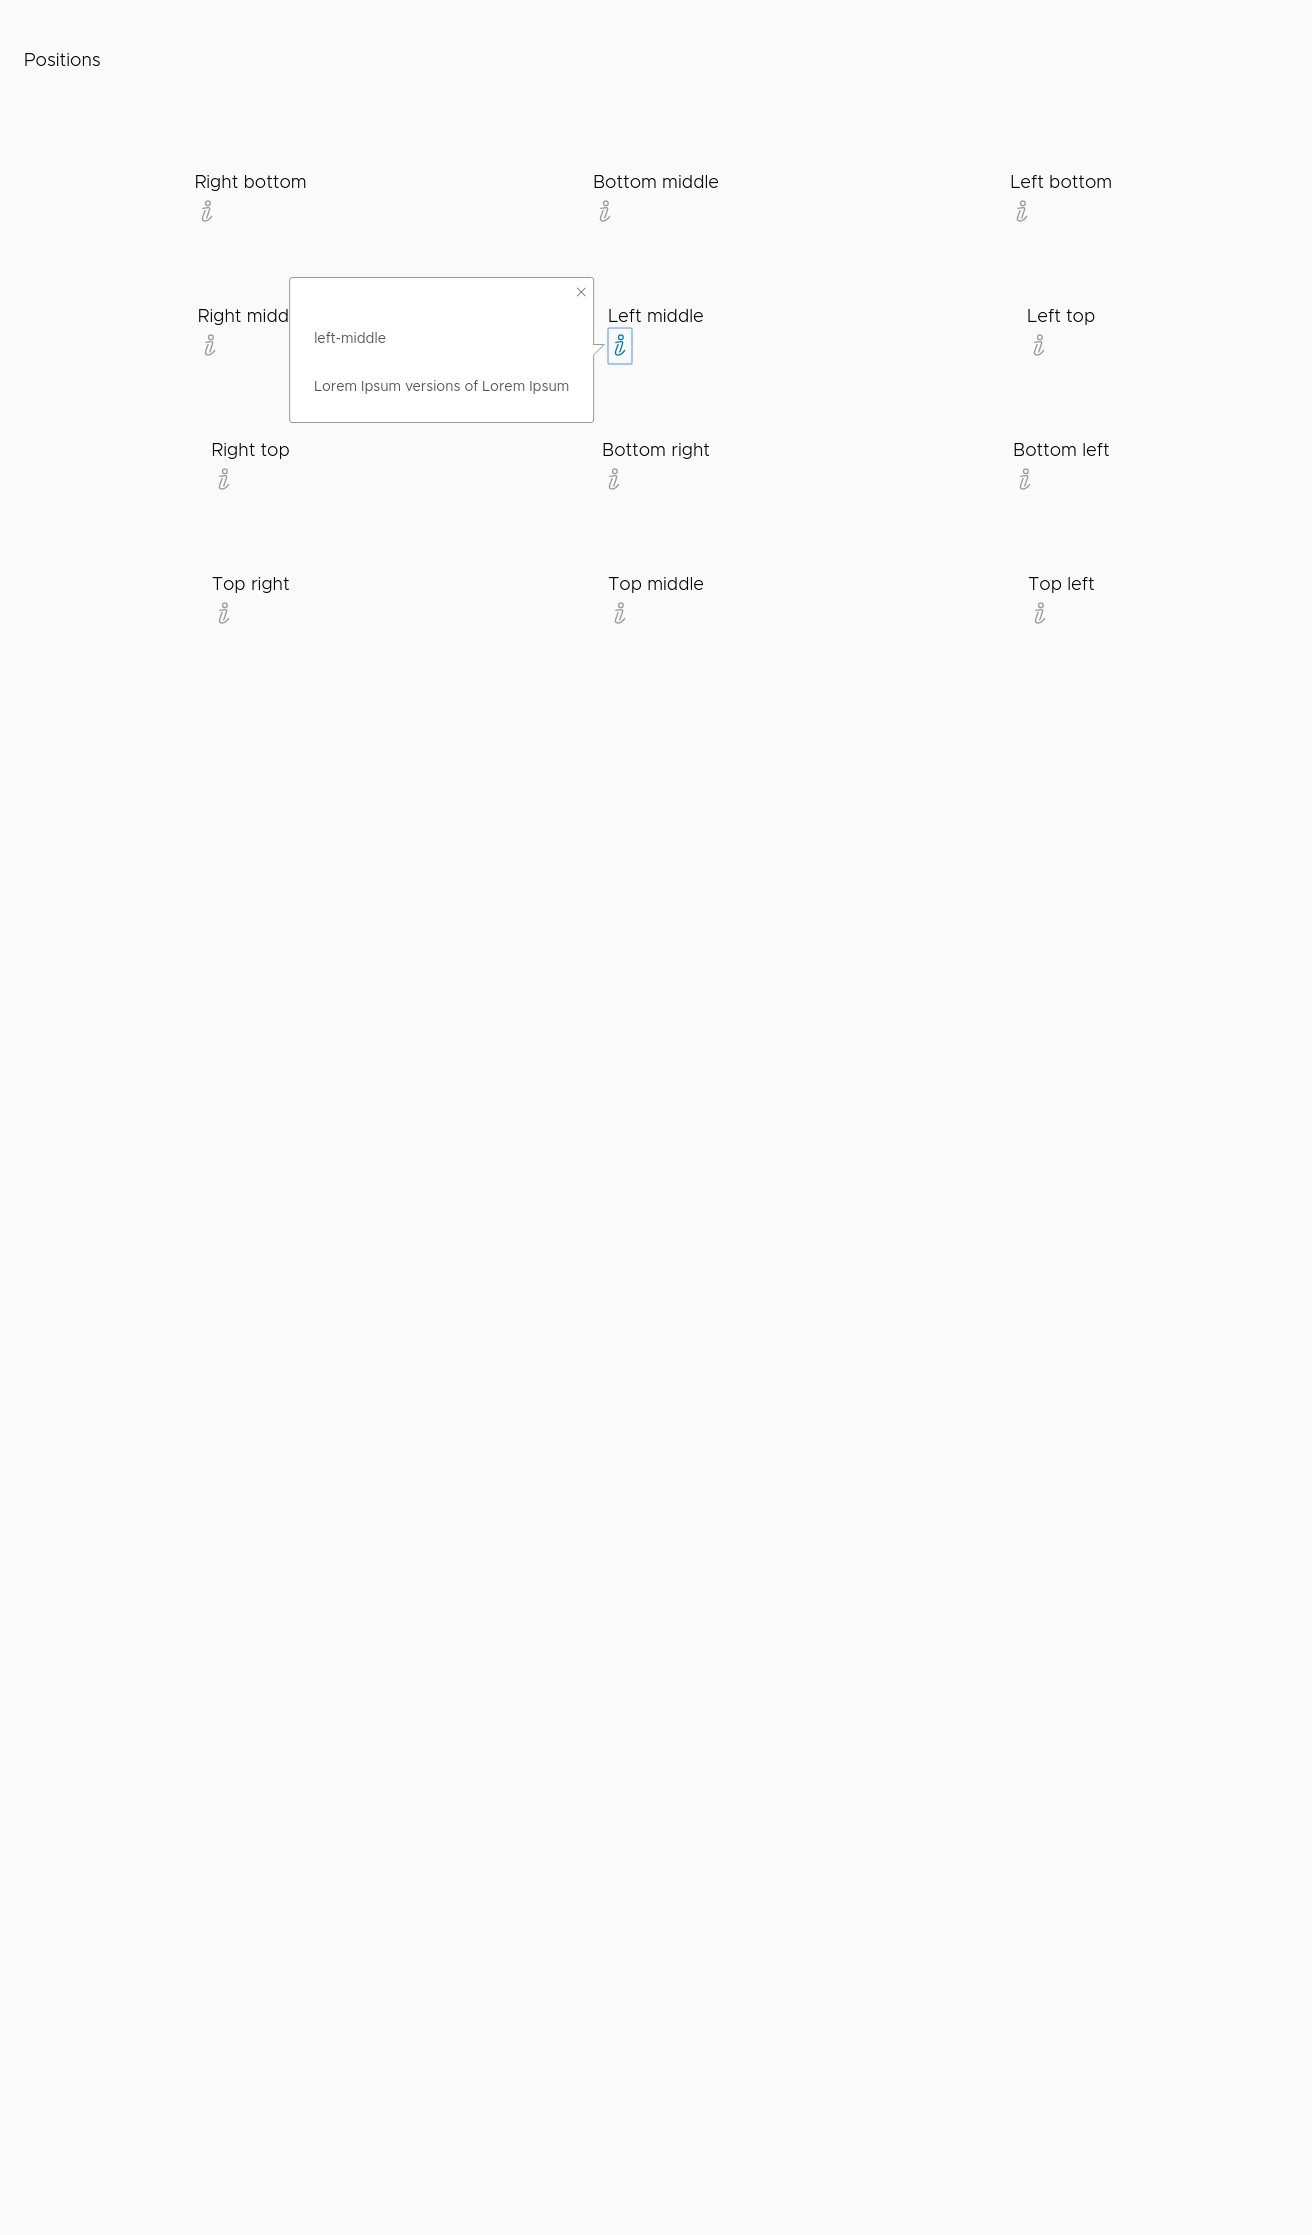 Positions
Right bottom
Bottom middle
Left bottom
Right midd
left-middle
Lorem Ipsum versions of Lorem Ipsum
Left middle
Left top
Right top
Bottom right
Bottom left
Top right
Top middle
Top left